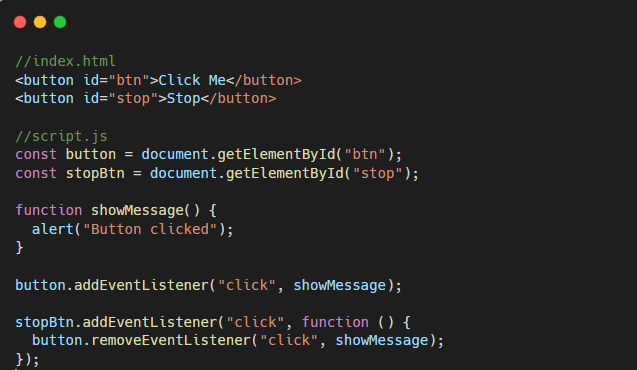 //index.html
<button id="btn">Click Me</button>
<button id="stop">Stop</button>
//script.js
const button = document.getElementById("btn");
const stopBtn = document.getElementById("stop");
function showMessage() {
  alert("Button clicked");
}
button.addEventListener("click", showMessage);
stopBtn.addEventListener("click", function () {
  button.removeEventListener("click", showMessage);
});